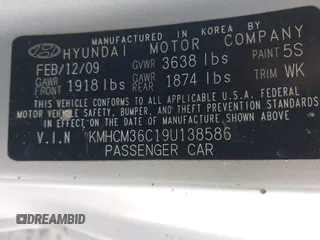 MANUFACTURED IN KOREA BY
HYUNDAI MOTOR COMPANY
FEB/12/09 GVWR 3638 lbs PAINT 5S
GAWR FRONT 1918 lbs GAWR REAR 1874 lbs TRIM WK
THIS VEHICLE CONFORMS TO ALL APPLICABLE U.S.A. FEDERAL
MOTOR VEHICLE SAFETY, BUMPER, AND THEFT PREVENTION STANDARDS
IN EFFECT ON THE DATE OF MANUFACTURE SHOWN ABOVE.
V.I.N KMHCM36C19U138586
PASSENGER CAR
DREAMBID